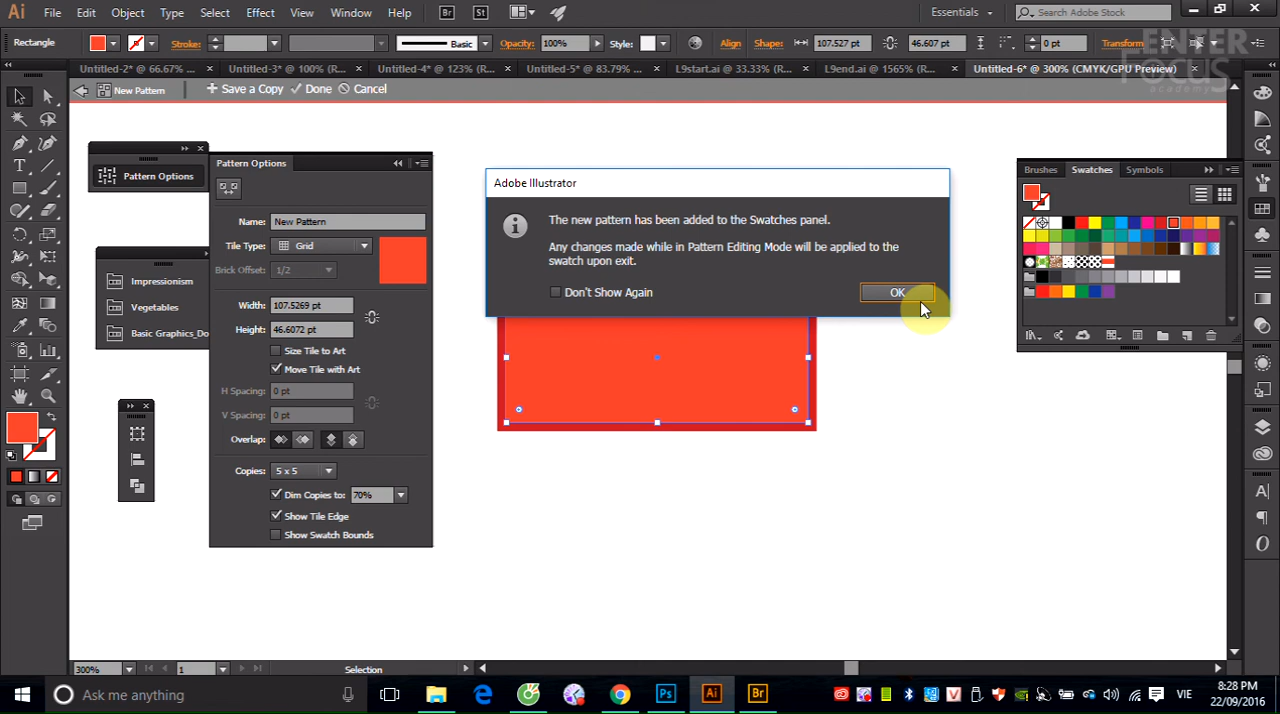 Ai File Edit Object Type Select Effect View Window Help Br St Essentials Search Adobe Stock
ENTER
FOCUS
academy
Rectangle Stroke: Basic Opacity: 100% Style: Align Shape: 107.527 pt 46.607 pt 0 pt Transform
Untitled-2* @ 66.67% ... × Untitled-3* @ 100% (R... × Untitled-4* @ 123% (R... × Untitled-5* @ 83.79% ... × L9start.ai @ 33.33% (R... × L9end.ai @ 1565% (R... × Untitled-6* @ 300% (CMYK/GPU Preview) ×
New Pattern + Save a Copy Done Cancel
Pattern Options
Impressionism
Vegetables
Basic Graphics_Do
Pattern Options
Name: New Pattern
Tile Type: Grid
Brick Offset: 1/2
Width: 107.5269 pt
Height: 46.6072 pt
Size Tile to Art
Move Tile with Art
H Spacing: 0 pt
V Spacing: 0 pt
Overlap:
Copies: 5 x 5
Dim Copies to: 70%
Show Tile Edge
Show Swatch Bounds
Adobe Illustrator
The new pattern has been added to the Swatches panel.
Any changes made while in Pattern Editing Mode will be applied to the
swatch upon exit.
Don't Show Again OK
Brushes Swatches Symbols
300% 1 Selection
Ask me anything Ps Ai Br VIE
8:28 PM
22/09/2016